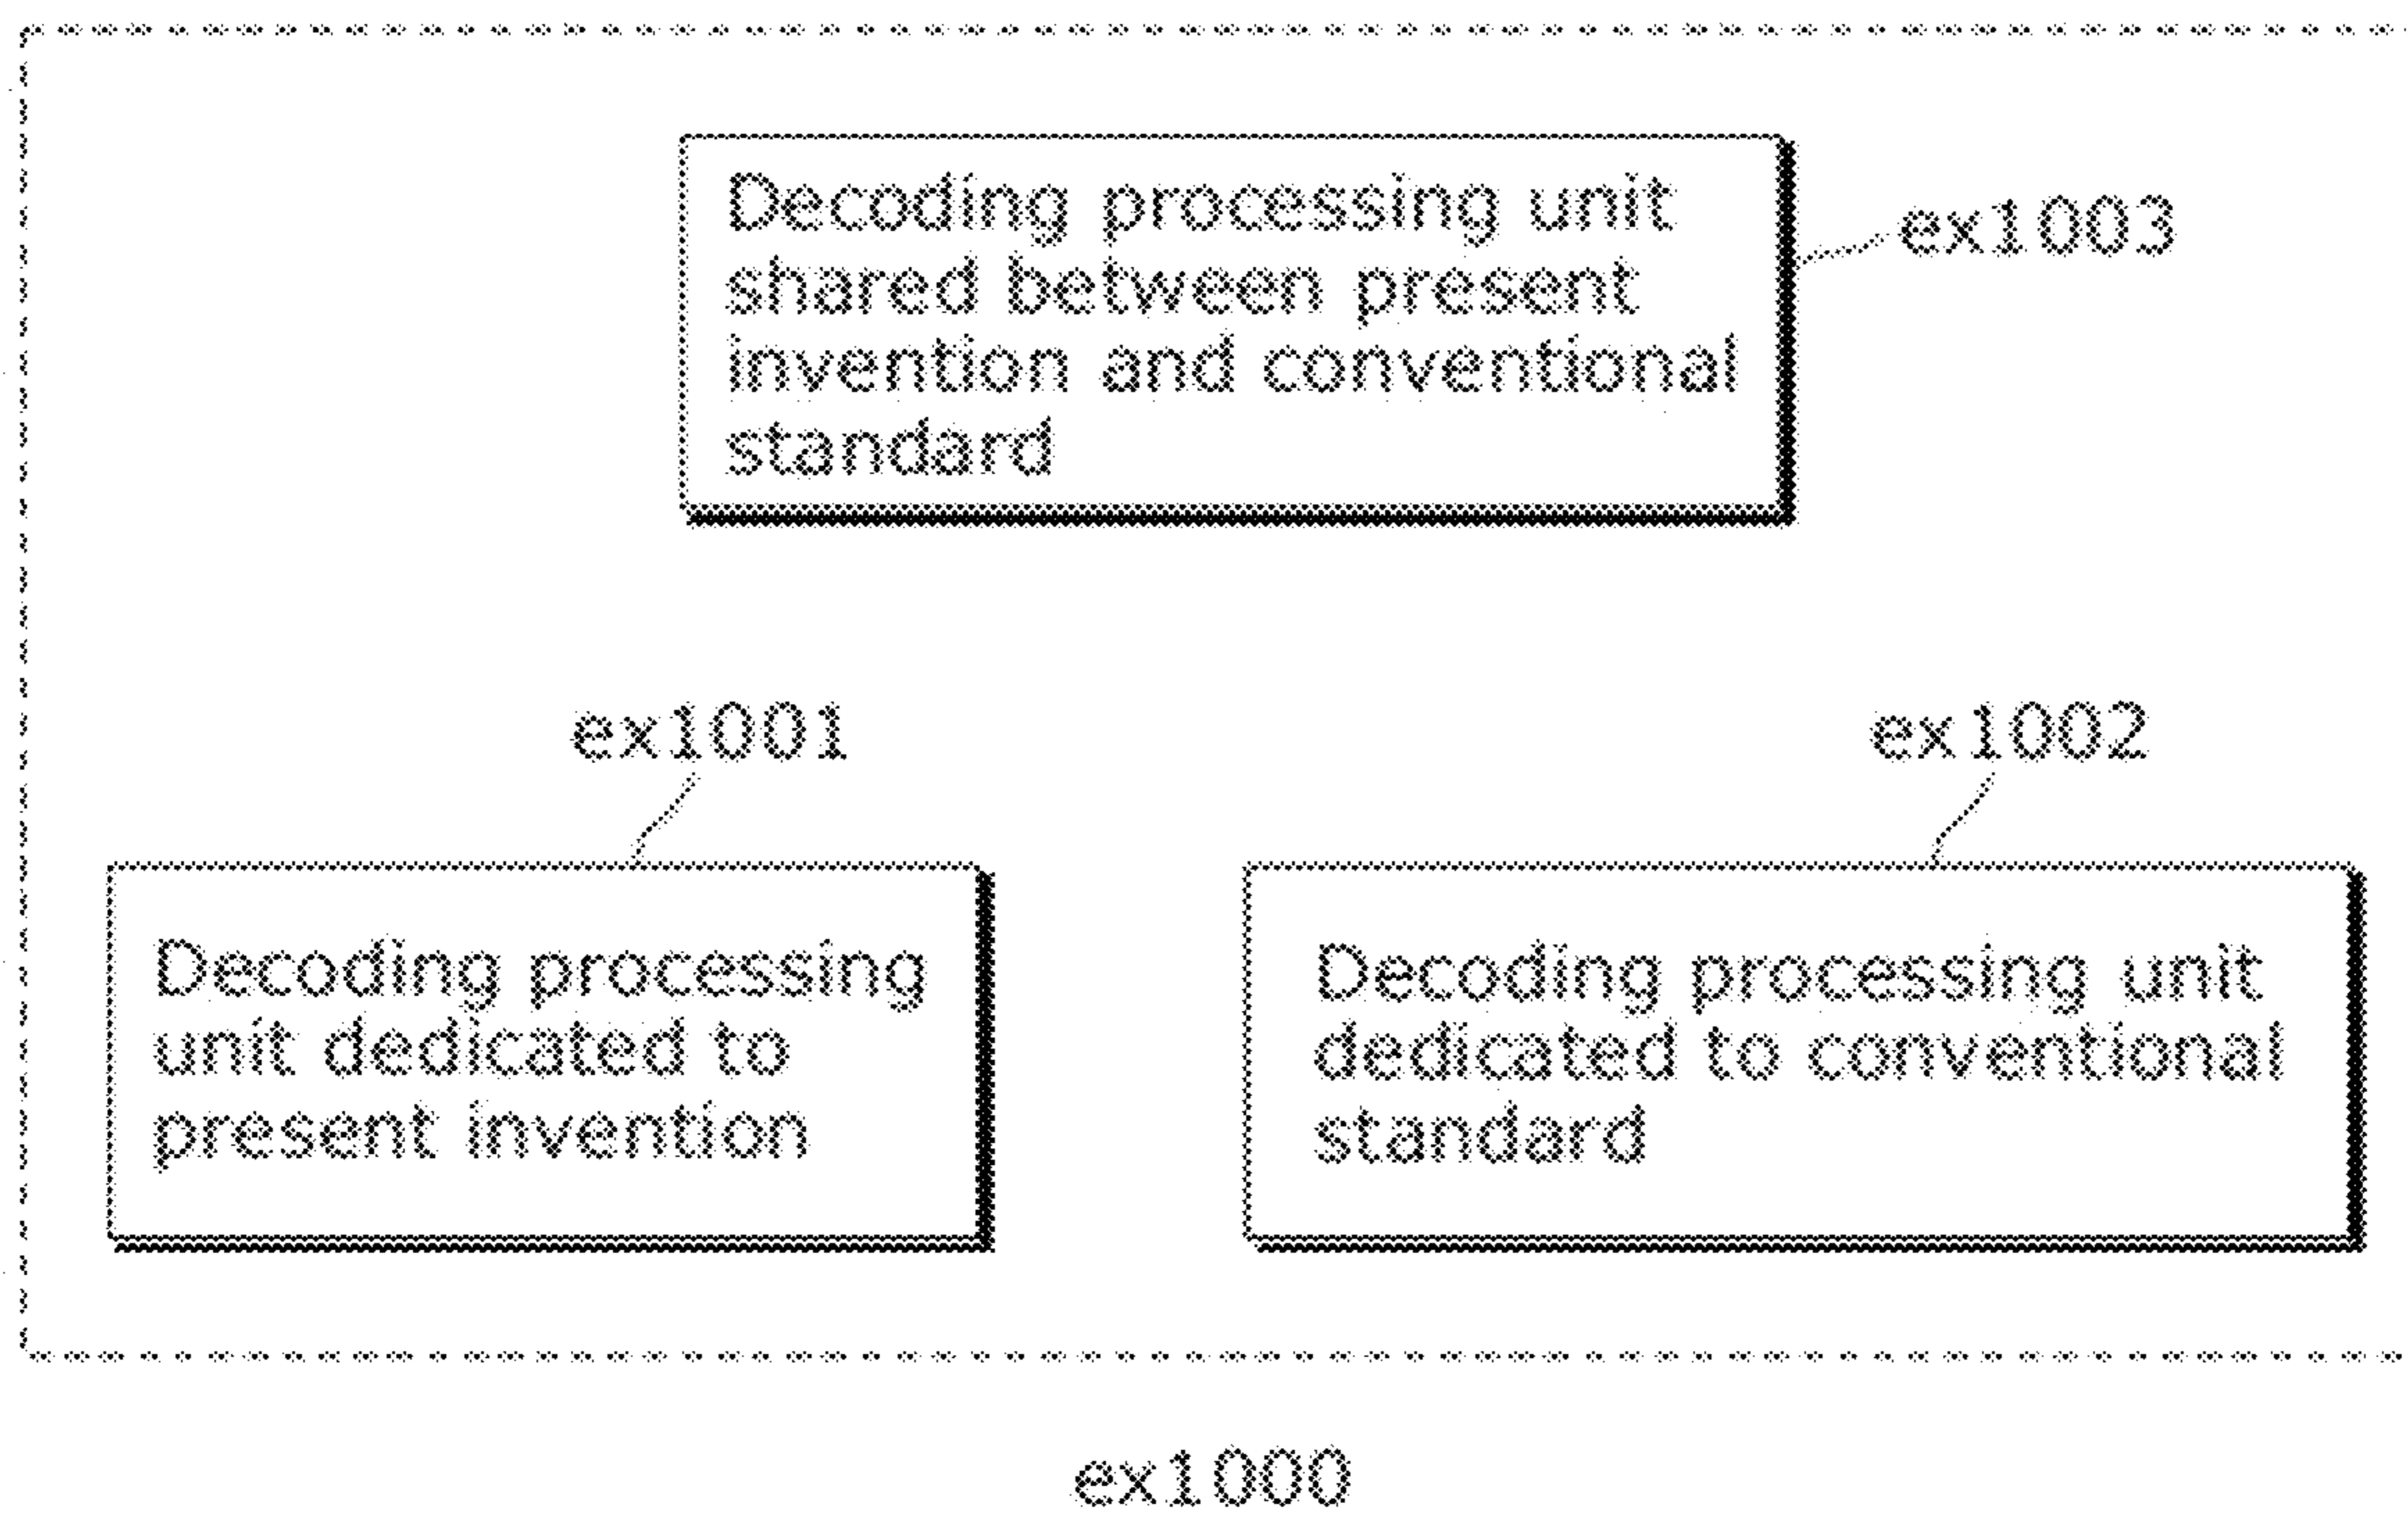 Decoding processing unit
shared between present
invention and conventional
standard
ex1003
ex1001
ex1002
Decoding processing
unit dedicated to
present invention
Decoding processing unit
dedicated to conventional
standard
ex1000